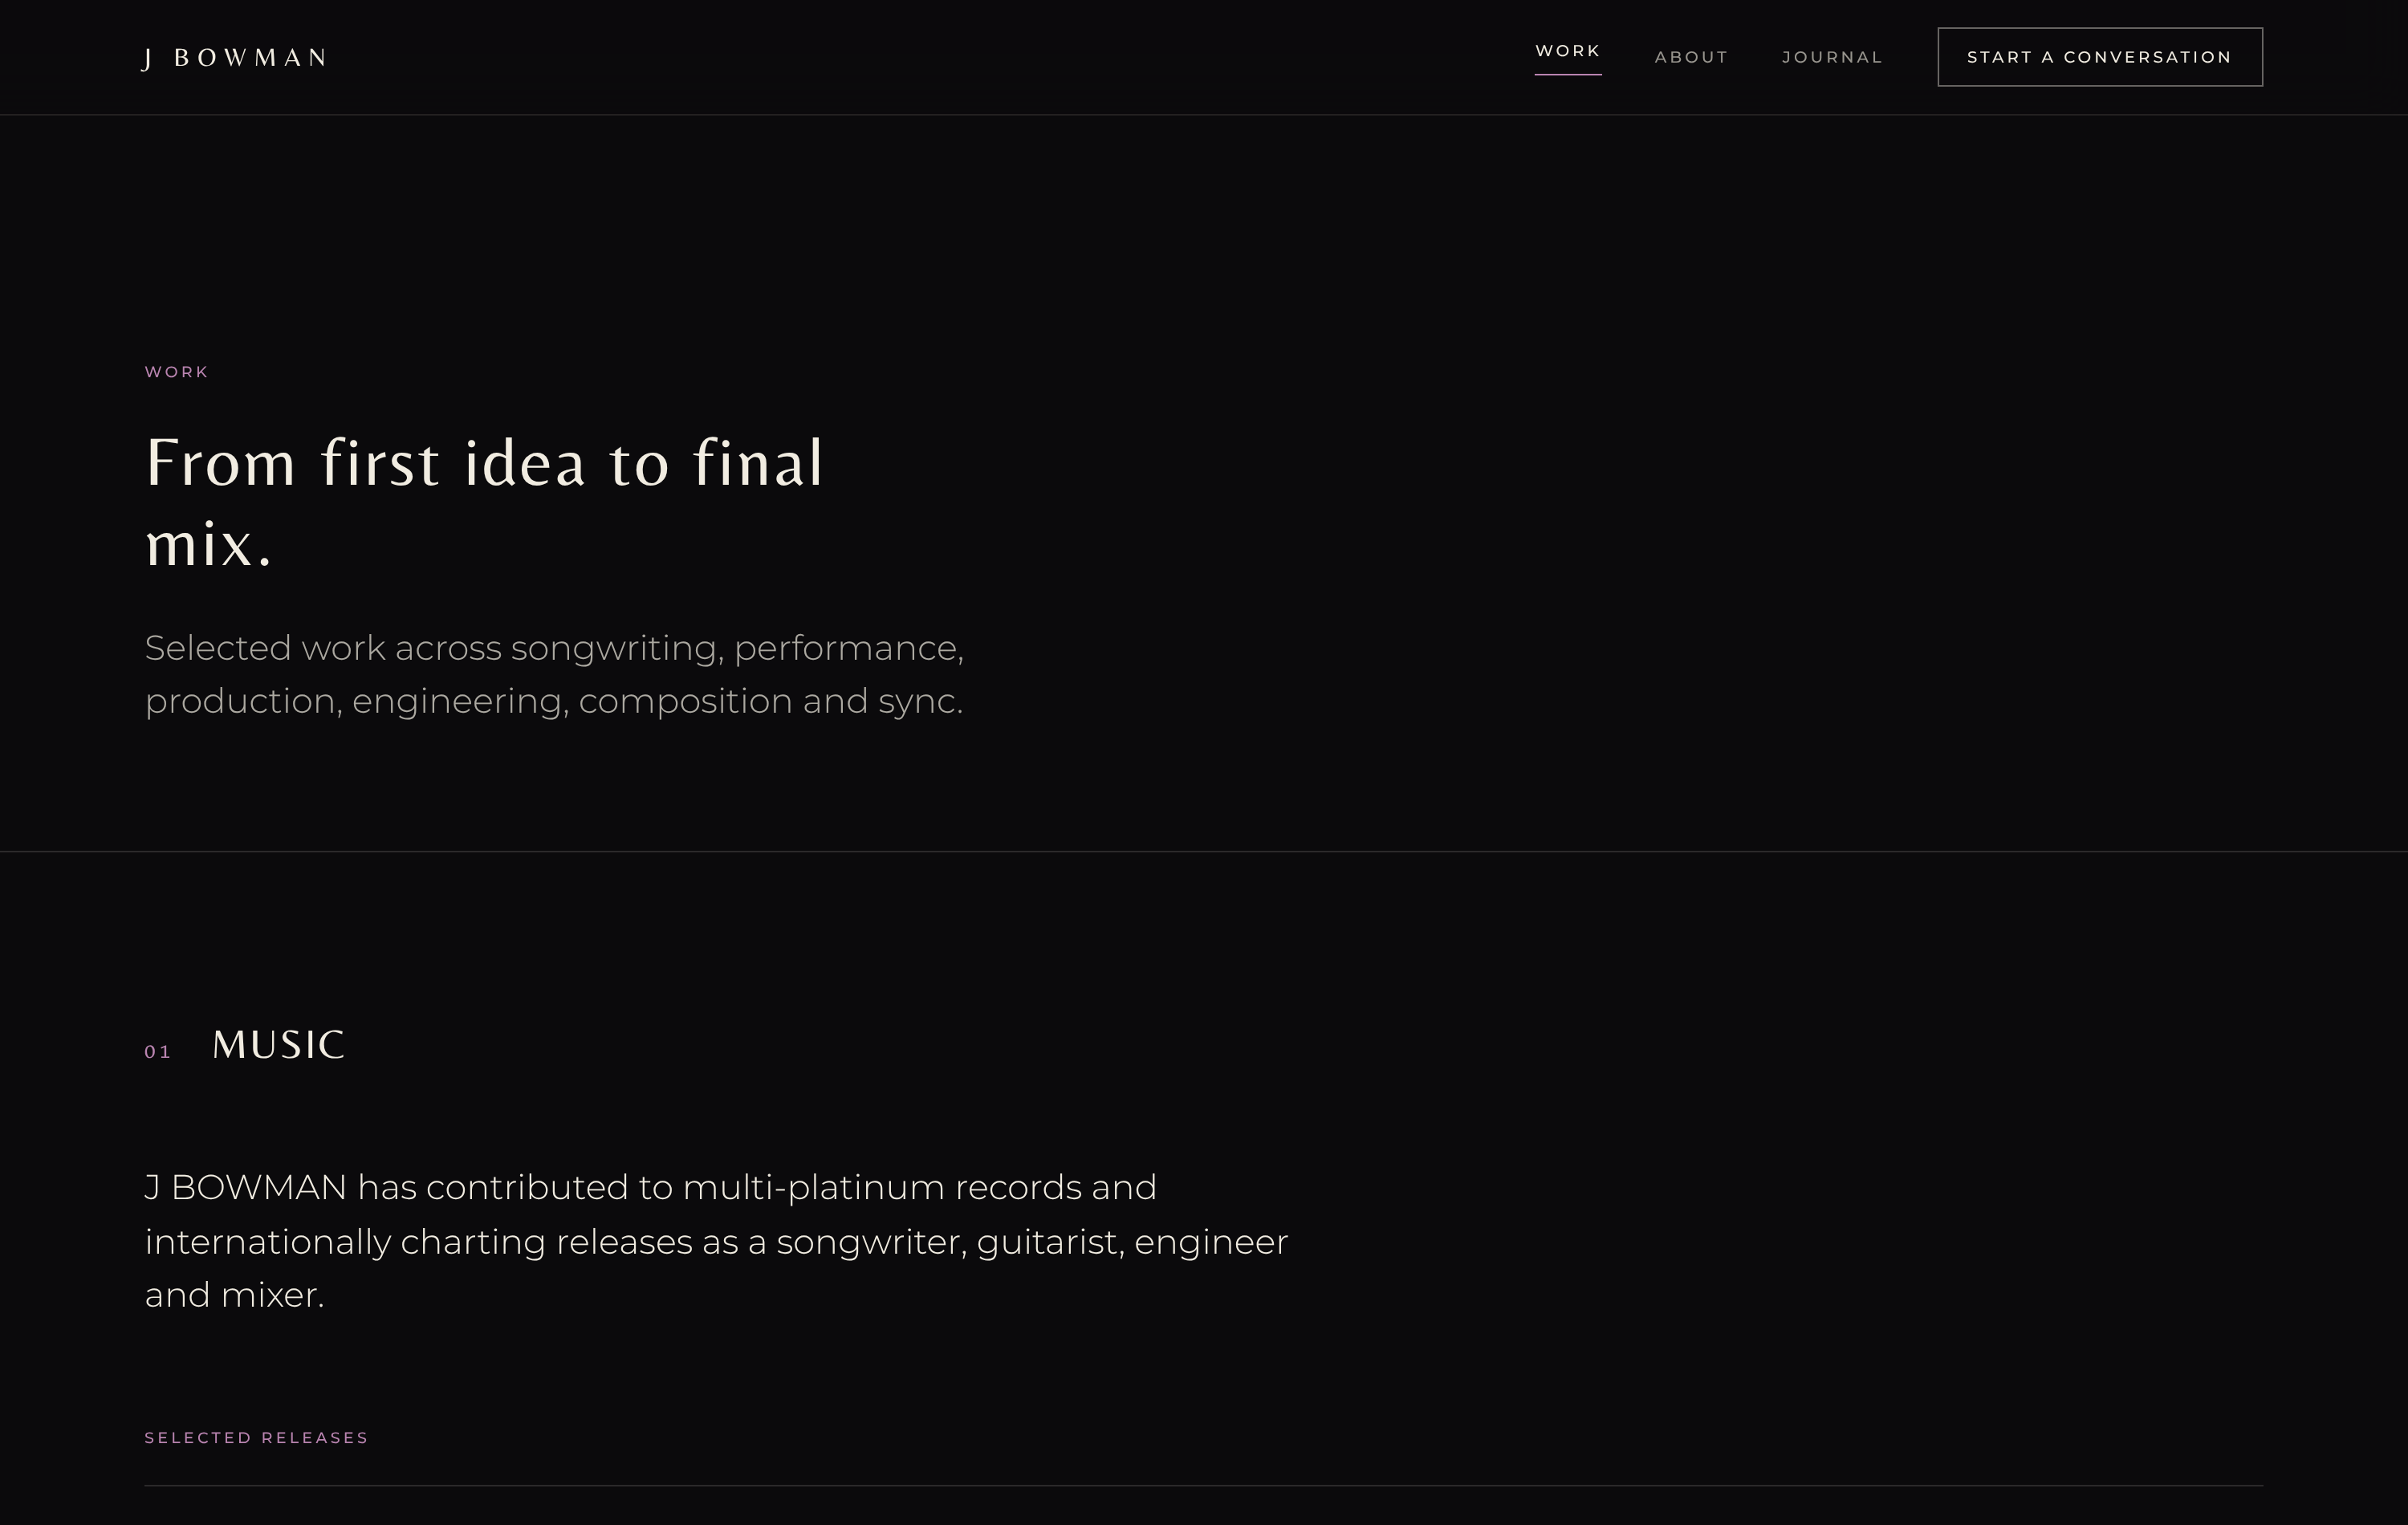 J BOWMAN
WORK
ABOUT
JOURNAL
START A CONVERSATION
WORK
From first idea to final
mix.
Selected work across songwriting, performance,
production, engineering, composition and sync.
01 MUSIC
J BOWMAN has contributed to multi-platinum records and
internationally charting releases as a songwriter, guitarist, engineer
and mixer.
SELECTED RELEASES